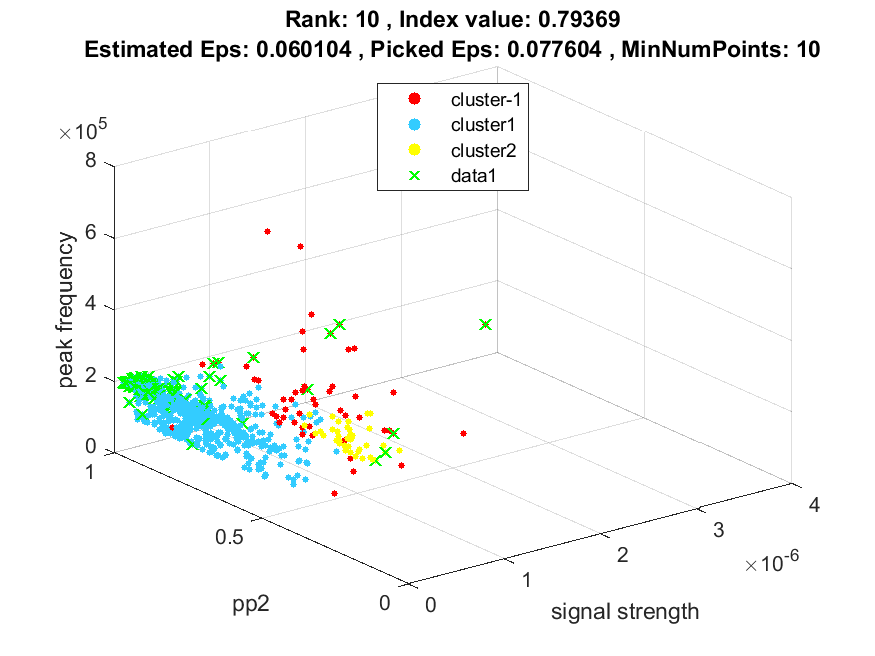 Rank: 10 , Index value: 0.79369
Estimated Eps: 0.060104 , Picked Eps: 0.077604 , MinNumPoints: 10
cluster-1
cluster1
cluster2
data1
×10^5
8
6
4
2
0
peak frequency
1
0.5
0
pp2
0
1
2
3
4
×10^-6
signal strength